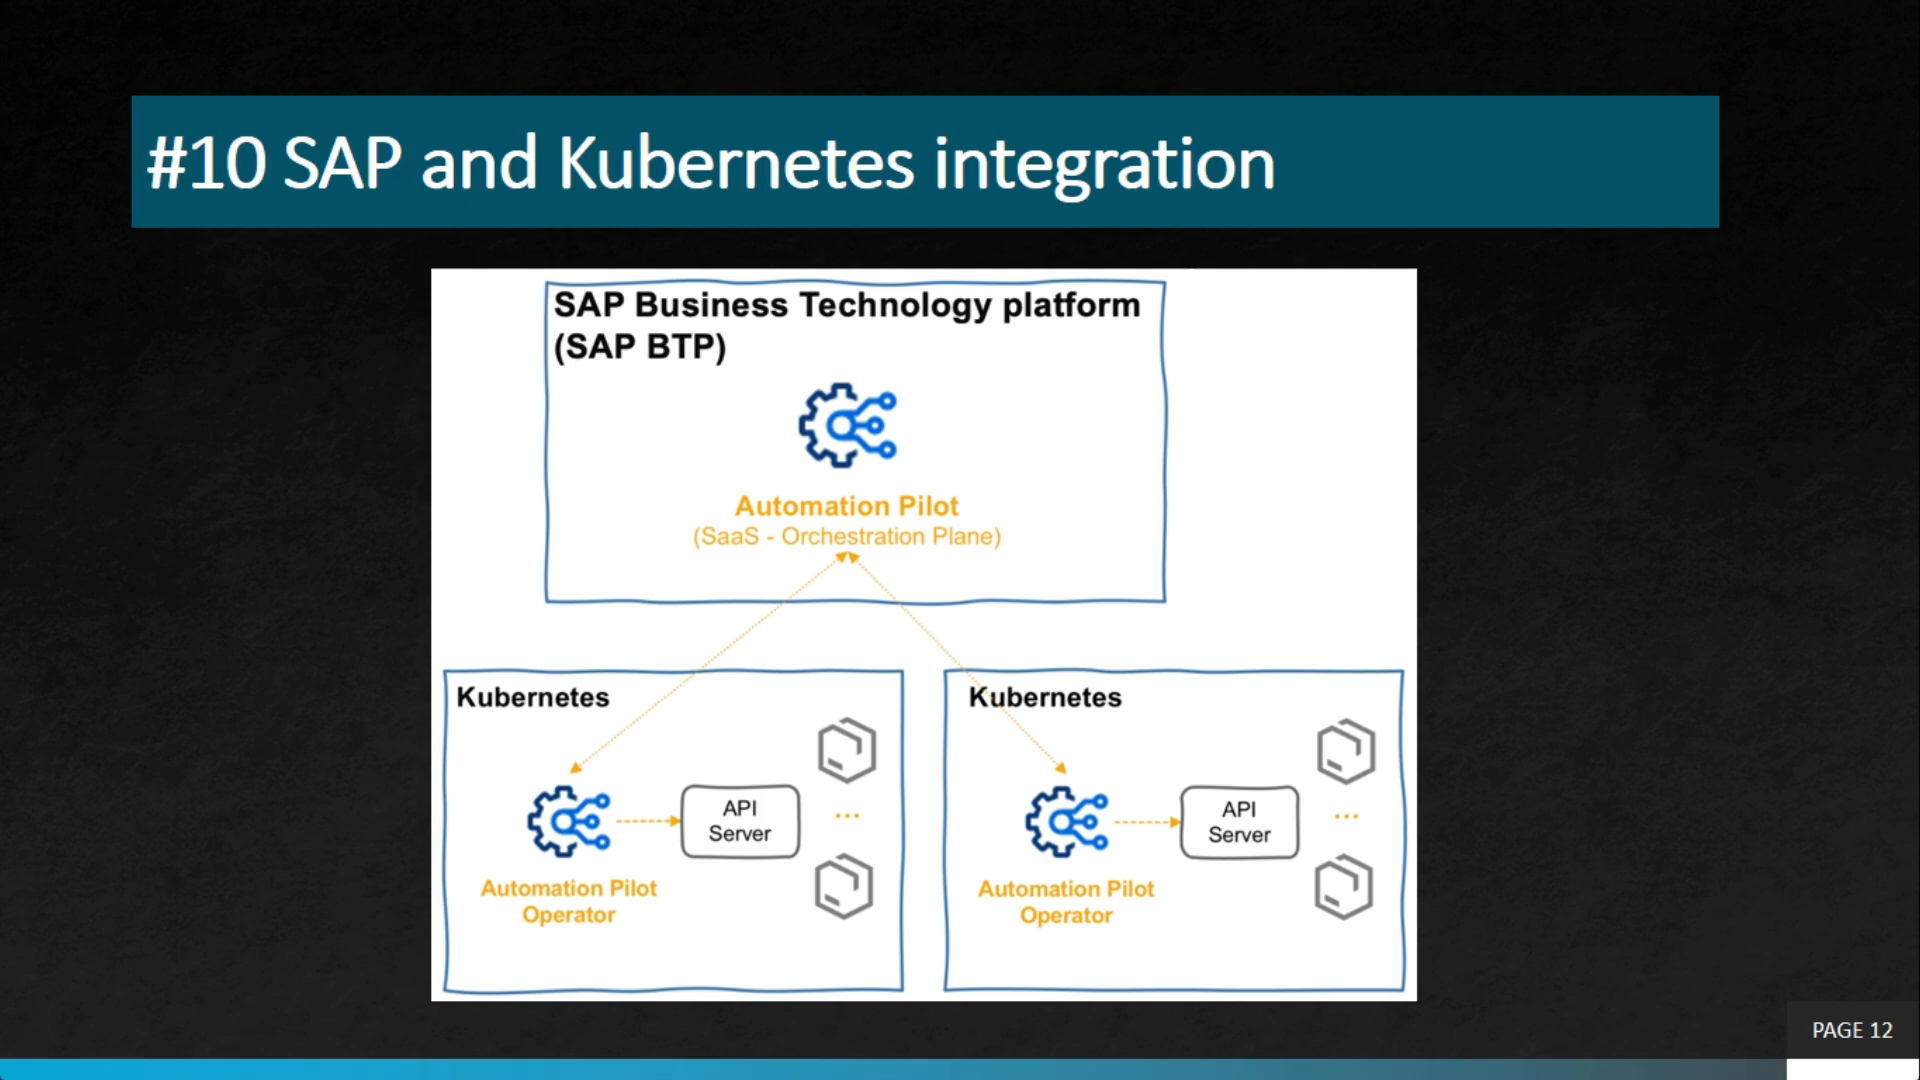 #10 SAP and Kubernetes integration
SAP Business Technology platform
(SAP BTP)
Automation Pilot
(SaaS - Orchestration Plane)
Kubernetes
API
Server
...
Automation Pilot
Operator
Kubernetes
API
Server
...
Automation Pilot
Operator
PAGE 12